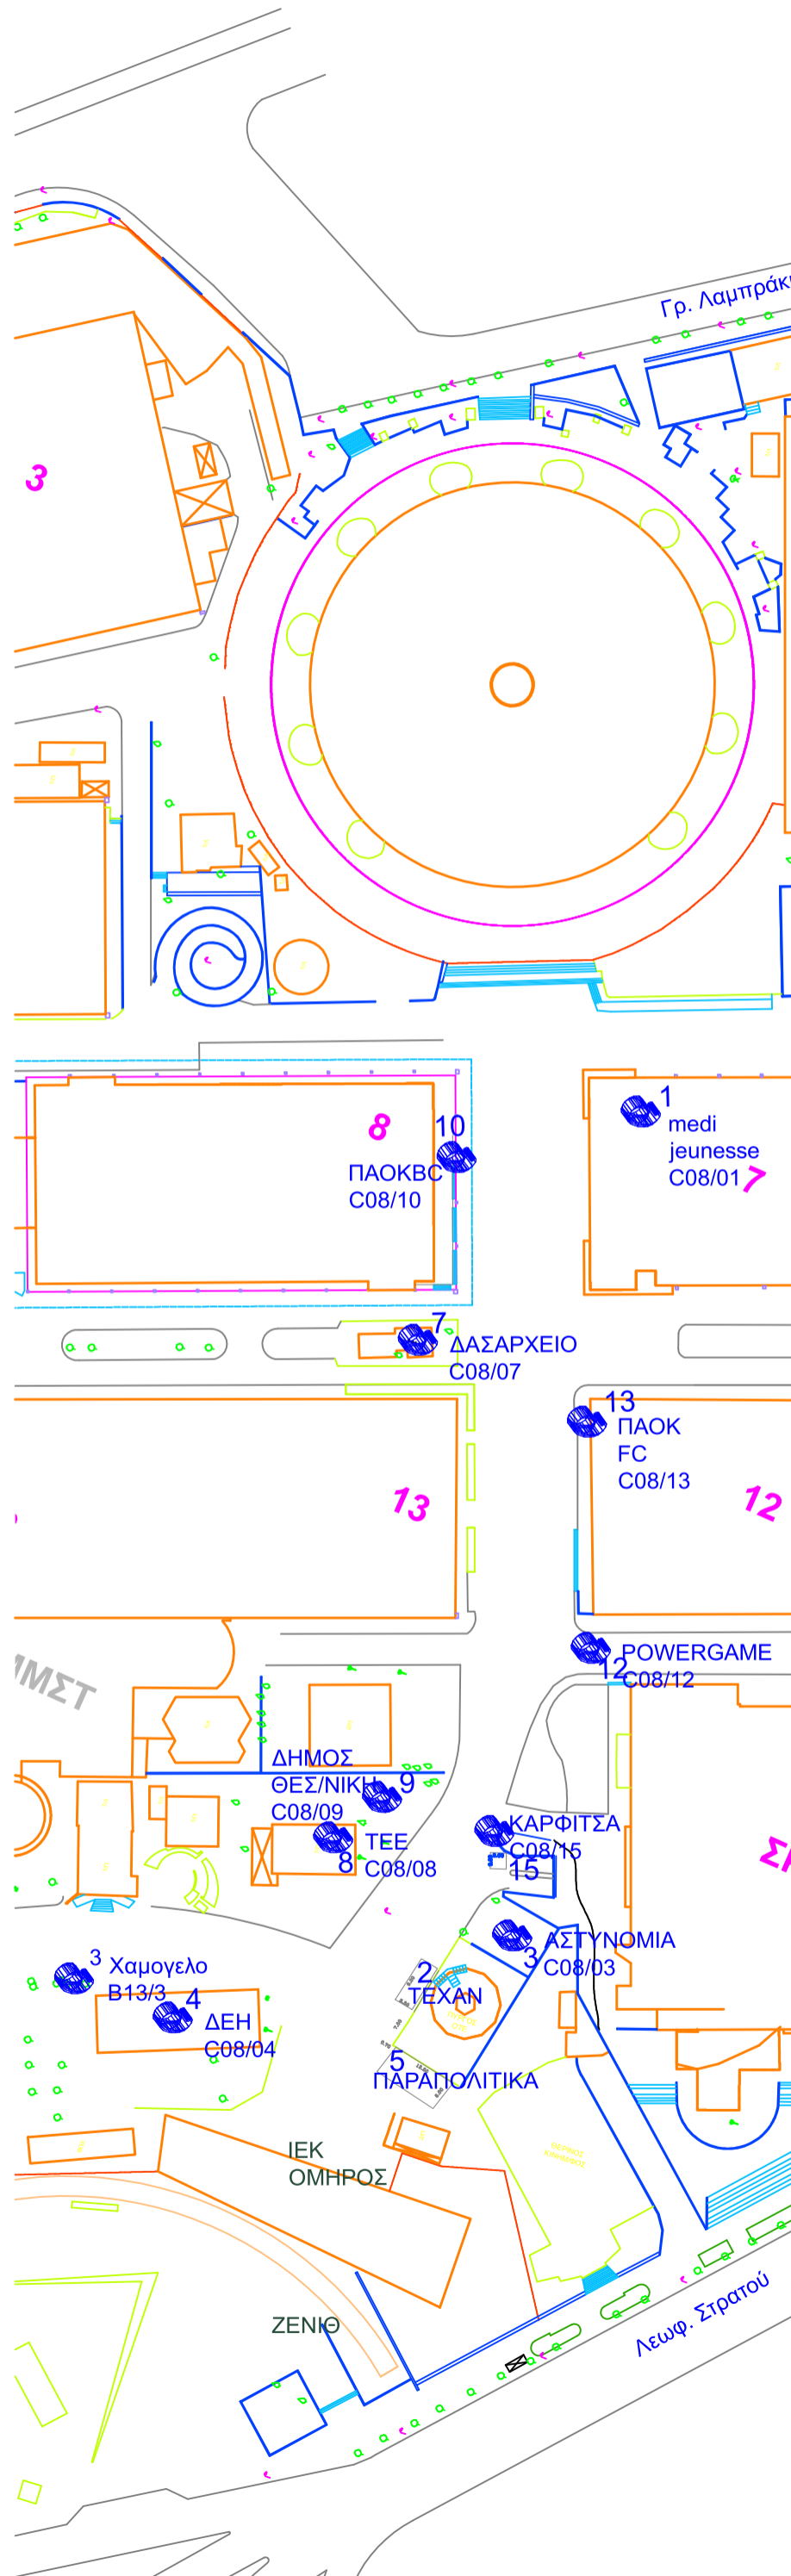 Γρ. Λαμπράκη
3
8
10
ΠΑΟΚBC
C08/10
1
medi
jeunesse
C08/01
7
7
ΔΑΣΑΡΧΕΙΟ
C08/07
13
ΠΑΟΚ
FC
C08/13
13
12
POWERGAME
12
C08/12
ΜΜΣΤ
ΔΗΜΟΣ
ΘΕΣ/ΝΙΚΗ
9
C08/09
ΤΕΕ
8
C08/08
ΚΑΡΦΙΤΣΑ
C08/15
15
ΑΣΤΥΝΟΜΙΑ
3
C08/03
3 Χαμογελο
B13/3
4
ΔΕΗ
C08/04
2
ΤΕΧΑΝ
5
ΠΑΡΑΠΟΛΙΤΙΚΑ
ΙΕΚ
ΟΜΗΡΟΣ
ΖΕΝΙΘ
Λεωφ. Στρατού